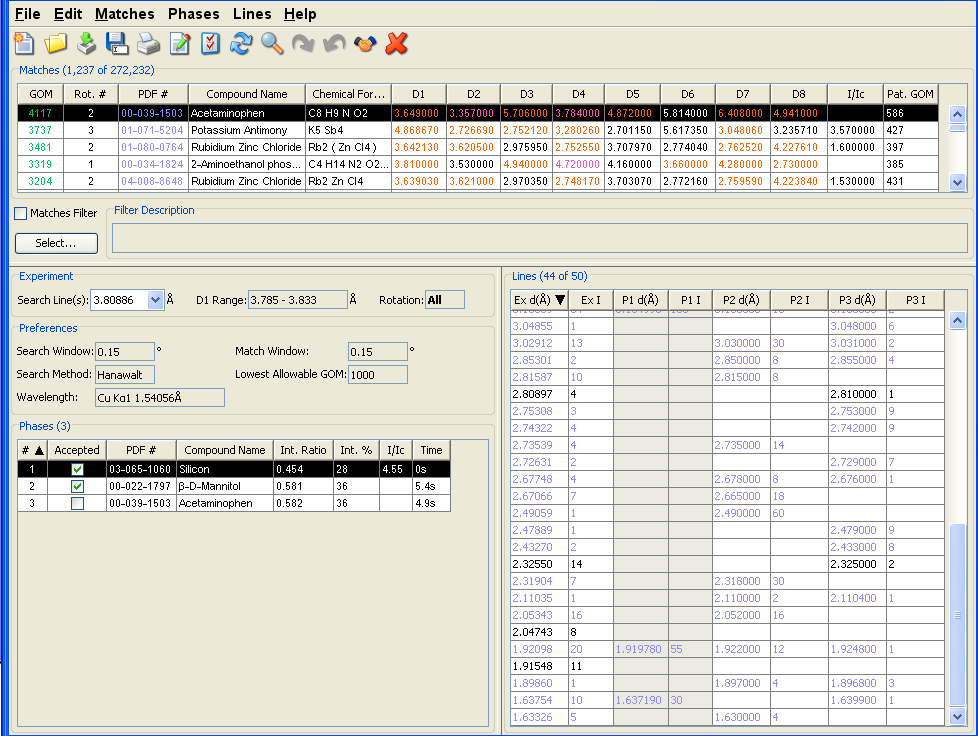 File Edit Matches Phases Lines Help
Matches (1,237 of 272,232)
GOM Rot. # PDF # Compound Name Chemical For... D1 D2 D3 D4 D5 D6 D7 D8 I/Ic Pat. GOM
4117 2 00-039-1503 Acetaminophen C8 H9 N O2 3.649000 3.357000 5.706000 3.784000 4.872000 5.814000 6.408000 4.941000 586
3737 3 01-071-5204 Potassium Antimony K5 Sb4 4.868670 2.726690 2.752120 3.280260 2.701150 5.617350 3.048060 3.235710 3.570000 427
3481 2 01-080-0764 Rubidium Zinc Chloride Rb2 ( Zn Cl4 ) 3.642130 3.620500 2.975950 2.752550 3.707970 2.774040 2.762520 4.227610 1.600000 397
3319 1 00-034-1824 2-Aminoethanol phos... C4 H14 N2 O2... 3.810000 3.530000 4.940000 4.720000 4.160000 3.660000 4.280000 2.730000 385
3204 2 04-008-8648 Rubidium Zinc Chloride Rb2 Zn Cl4 3.639030 3.621000 2.970350 2.748170 3.703070 2.772160 2.759590 4.223840 1.530000 431
Matches Filter
Filter Description
Select...
Experiment
Search Line(s): 3.80886 Å D1 Range: 3.785 - 3.833 Å Rotation: All
Preferences
Search Window: 0.15 ° Match Window: 0.15 °
Search Method: Hanawalt Lowest Allowable GOM: 1000
Wavelength: Cu Kα1 1.54056Å
Phases (3)
# ▲ Accepted PDF # Compound Name Int. Ratio Int. % I/Ic Time
1 03-065-1060 Silicon 0.454 28 4.55 0s
2 00-022-1797 β-D-Mannitol 0.581 36 5.4s
3 00-039-1503 Acetaminophen 0.582 36 4.9s
Lines (44 of 50)
Ex d(Å) ▼ Ex I P1 d(Å) P1 I P2 d(Å) P2 I P3 d(Å) P3 I
3.04855 1 3.048000 6
3.02912 13 3.030000 30 3.031000 2
2.85301 2 2.850000 8 2.855000 4
2.81587 10 2.815000 8
2.80897 4 2.810000 1
2.75308 3 2.753000 9
2.74322 4 2.742000 9
2.73539 4 2.735000 14
2.72631 2 2.729000 7
2.67748 4 2.678000 8 2.676000 1
2.67066 7 2.665000 18
2.49059 1 2.490000 60
2.47889 1 2.479000 9
2.43270 2 2.433000 8
2.32550 14 2.325000 2
2.31904 7 2.318000 30
2.11035 1 2.110000 2 2.110400 1
2.05343 16 2.052000 16
2.04743 8
1.92098 20 1.919780 55 1.922000 12 1.924800 1
1.91548 11
1.89860 1 1.897000 4 1.896800 3
1.63754 10 1.637190 30 1.639900 1
1.63326 5 1.630000 4